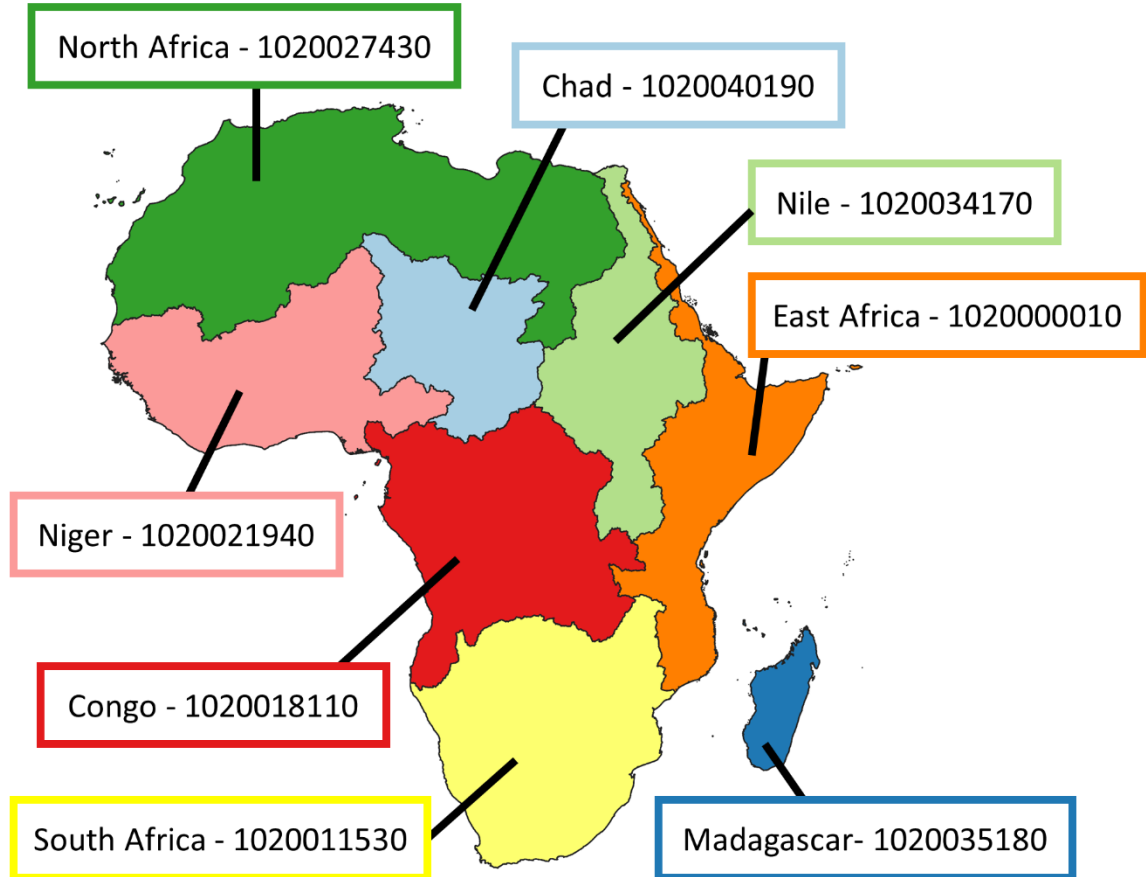 North Africa - 1020027430
Chad - 1020040190
Nile - 1020034170
East Africa - 1020000010
Niger - 1020021940
Congo - 1020018110
South Africa - 1020011530
Madagascar- 1020035180